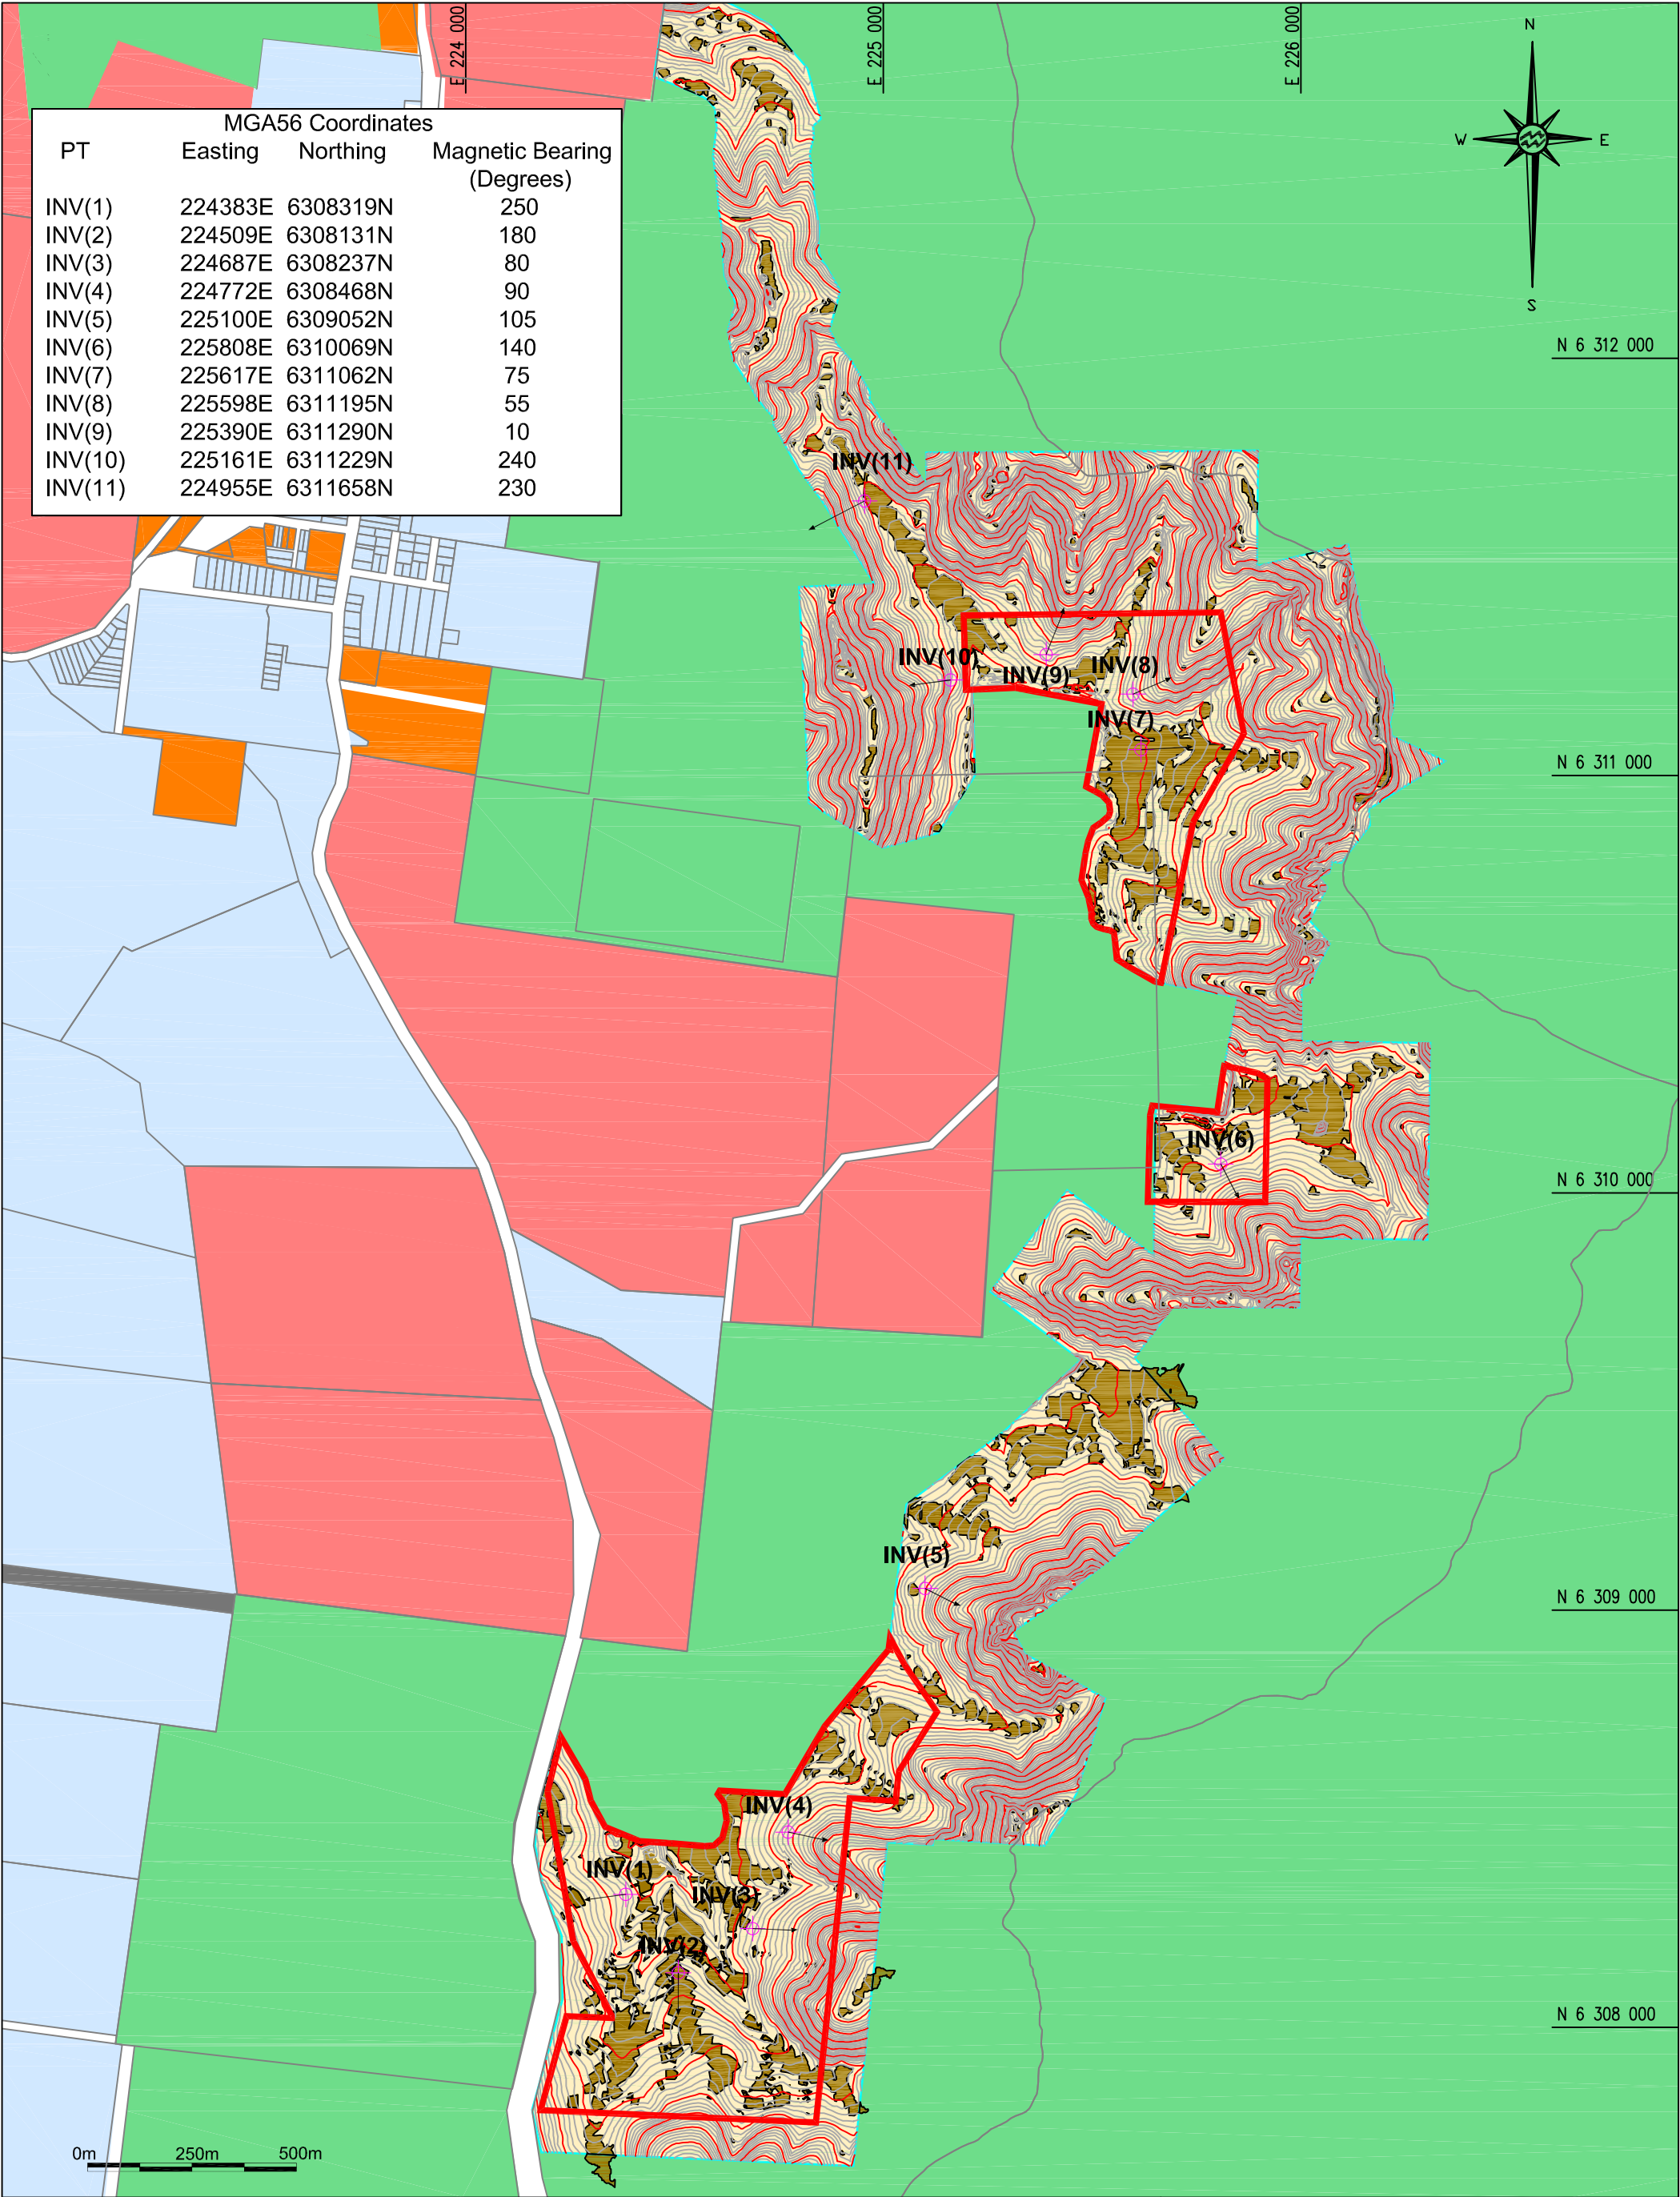 E 224 000
E 225 000
E 226 000
N
W
E
S
MGA56 Coordinates
PT Easting Northing Magnetic Bearing
(Degrees)
INV(1) 224383E 6308319N 250
INV(2) 224509E 6308131N 180
INV(3) 224687E 6308237N 80
INV(4) 224772E 6308468N 90
INV(5) 225100E 6309052N 105
INV(6) 225808E 6310069N 140
INV(7) 225617E 6311062N 75
INV(8) 225598E 6311195N 55
INV(9) 225390E 6311290N 10
INV(10) 225161E 6311229N 240
INV(11) 224955E 6311658N 230
N 6 312 000
INV(11)
INV(10)
INV(9)
INV(8)
INV(7)
N 6 311 000
INV(6)
N 6 310 000
INV(5)
N 6 309 000
INV(4)
INV(1)
INV(3)
INV(2)
N 6 308 000
0m 250m 500m